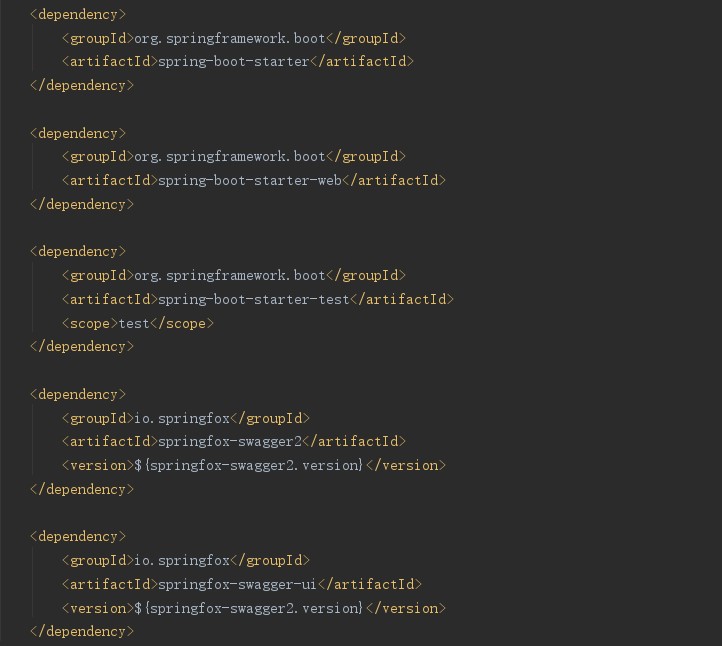 <dependency>
<groupId>org.springframework.boot</groupId>
<artifactId>spring-boot-starter</artifactId>
</dependency>
<dependency>
<groupId>org.springframework.boot</groupId>
<artifactId>spring-boot-starter-web</artifactId>
</dependency>
<dependency>
<groupId>org.springframework.boot</groupId>
<artifactId>spring-boot-starter-test</artifactId>
<scope>test</scope>
</dependency>
<dependency>
<groupId>io.springfox</groupId>
<artifactId>springfox-swagger2</artifactId>
<version>${springfox-swagger2.version}</version>
</dependency>
<dependency>
<groupId>io.springfox</groupId>
<artifactId>springfox-swagger-ui</artifactId>
<version>${springfox-swagger2.version}</version>
</dependency>